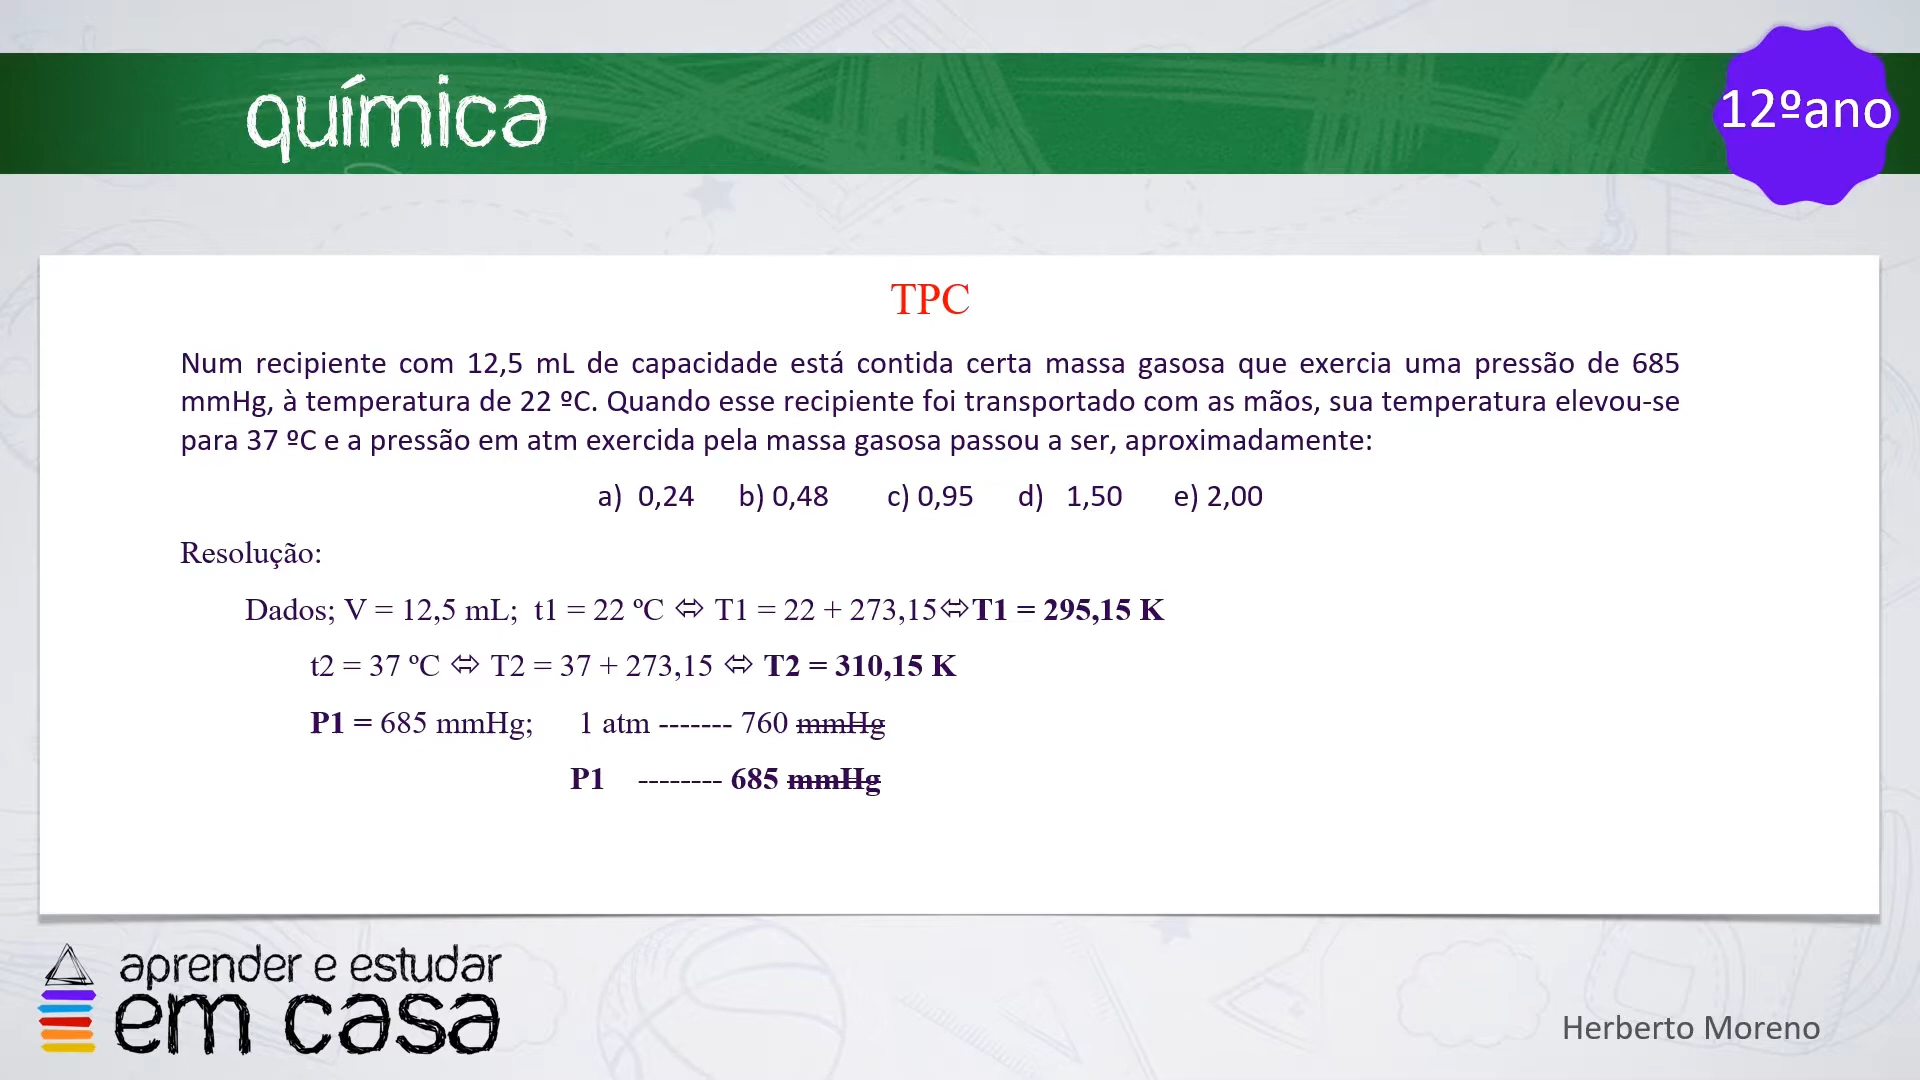 química
12ºano
TPC
Num recipiente com 12,5 mL de capacidade está contida certa massa gasosa que exercia uma pressão de 685
mmHg, à temperatura de 22 ºC. Quando esse recipiente foi transportado com as mãos, sua temperatura elevou-se
para 37 ºC e a pressão em atm exercida pela massa gasosa passou a ser, aproximadamente:
a) 0,24 b) 0,48 c) 0,95 d) 1,50 e) 2,00
Resolução:
Dados; V = 12,5 mL; t1 = 22 ºC ⬄ T1 = 22 + 273,15⬄T1 = 295,15 K
t2 = 37 ºC ⬄ T2 = 37 + 273,15 ⬄ T2 = 310,15 K
P1 = 685 mmHg; 1 atm ------- 760 mmHg
P1 -------- 685 mmHg
aprender e estudar
em casa
Herberto Moreno